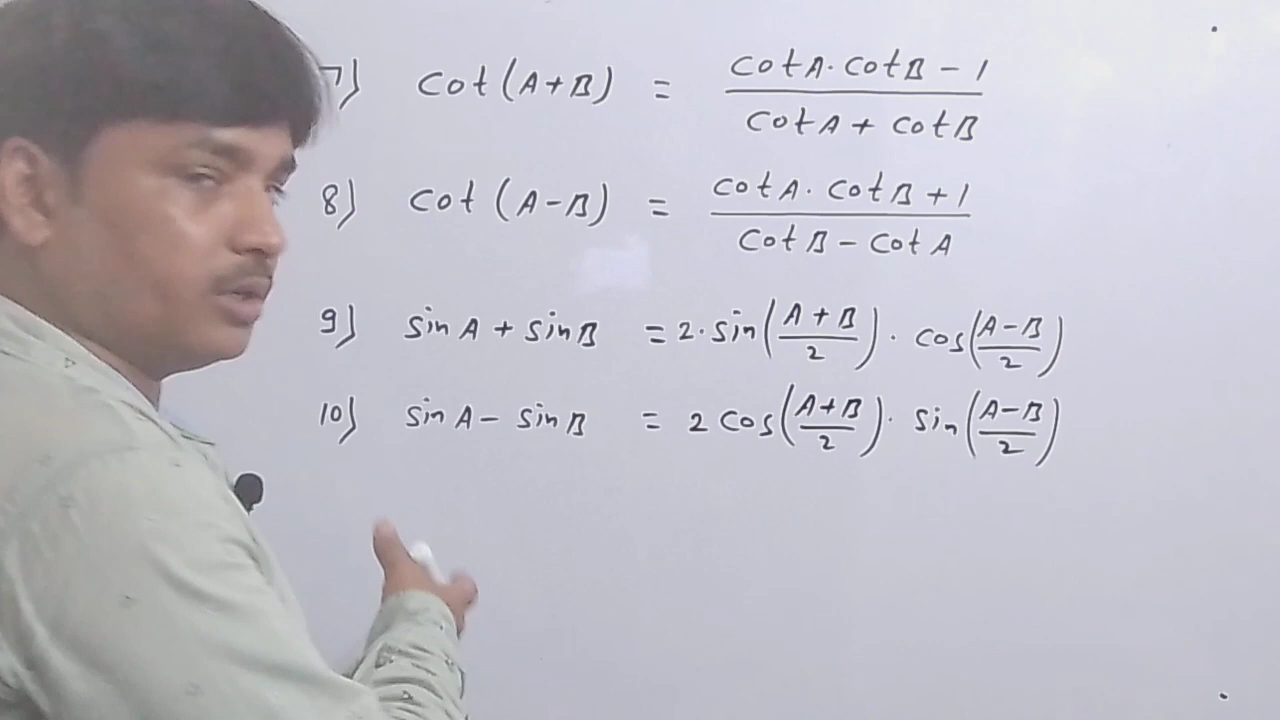 7) cot(A+B) = (cotA·cotB - 1)/(cotA + cotB)
8) cot(A-B) = (cotA·cotB + 1)/(cotB - cotA)
9) sinA + sinB = 2·sin((A+B)/2)·cos((A-B)/2)
10) sinA - sinB = 2cos((A+B)/2)·sin((A-B)/2)